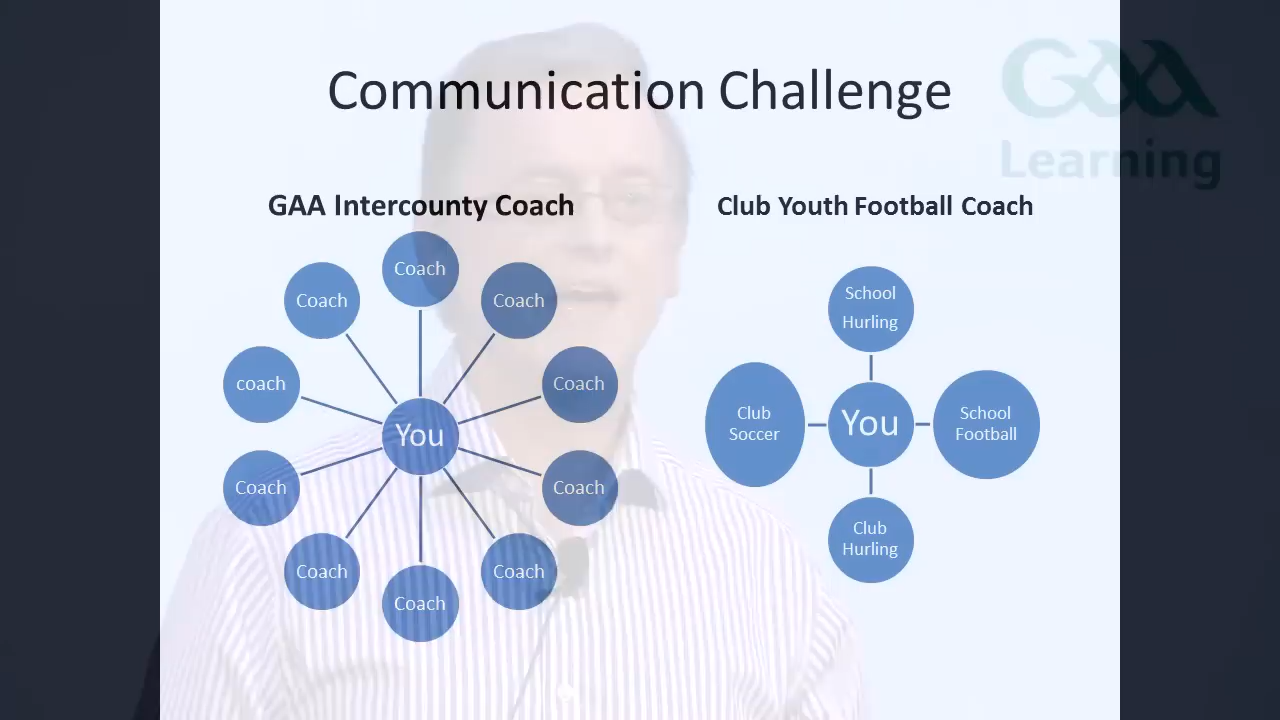 Communication Challenge
GAA
Learning
GAA Intercounty Coach
Club Youth Football Coach
Coach
Coach
Coach
coach
Coach
You
Coach
Coach
Coach
Coach
Coach
School
Hurling
Club
Soccer
You
School
Football
Club
Hurling